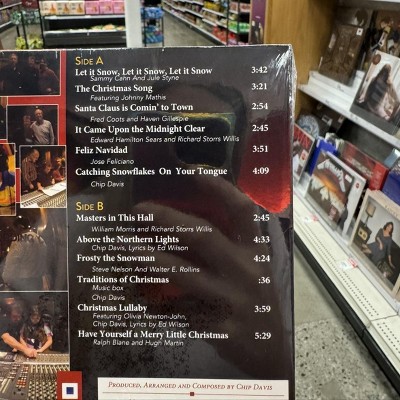 SIDE A
Let it Snow, Let it Snow, Let it Snow 3:42
Sammy Cahn and Jule Styne
The Christmas Song 3:21
Featuring Johnny Mathis
Santa Claus is Comin' to Town 2:54
Fred Coots and Haven Gillespie
It Came Upon the Midnight Clear 2:45
Edward Hamilton Sears and Richard Storrs Willis
Feliz Navidad 3:51
Jose Feliciano
Catching Snowflakes On Your Tongue 4:09
Chip Davis
SIDE B
Masters in This Hall 2:45
William Morris and Richard Storrs Willis
Above the Northern Lights 4:33
Chip Davis, Lyrics by Ed Wilson
Frosty the Snowman 4:24
Steve Nelson And Walter E. Rollins
Traditions of Christmas :36
Music box
Chip Davis
Christmas Lullaby 3:59
Featuring Olivia Newton-John,
Chip Davis, Lyrics by Ed Wilson
Have Yourself a Merry Little Christmas 5:29
Ralph Blane and Hugh Martin
PRODUCED, ARRANGED AND COMPOSED BY CHIP DAVIS